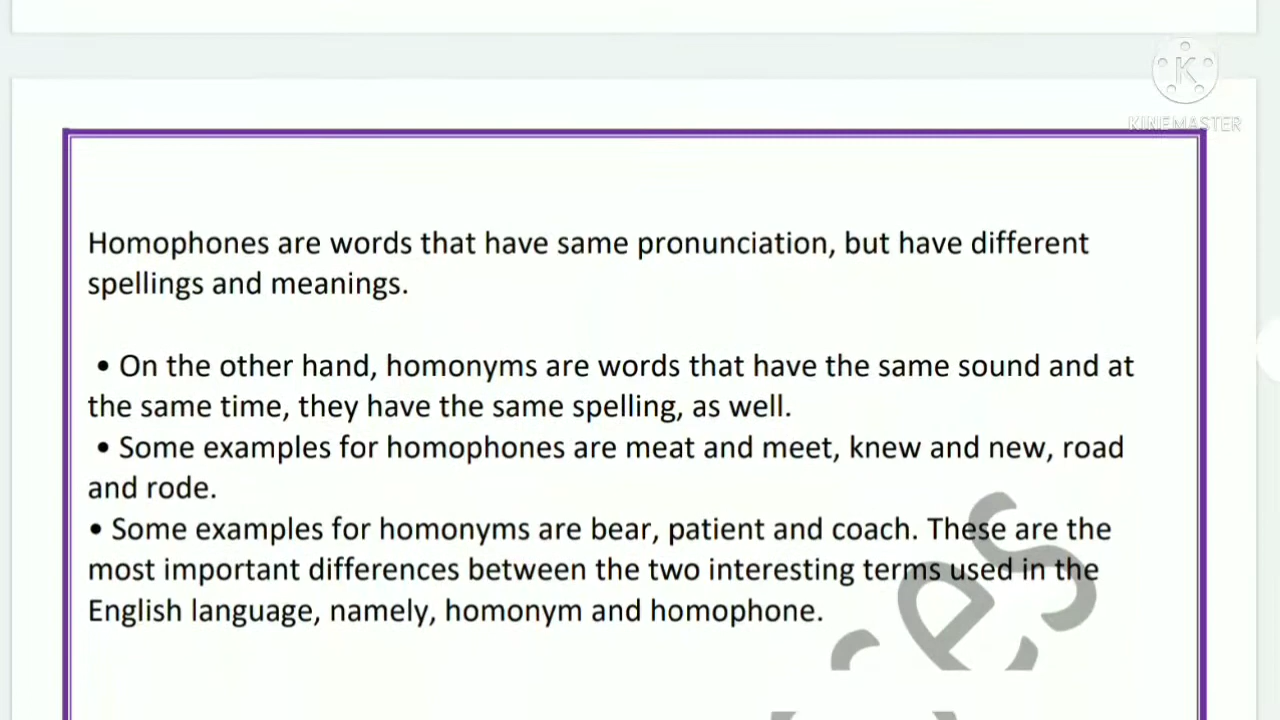 KINEMASTER
Homophones are words that have same pronunciation, but have different
spellings and meanings.
• On the other hand, homonyms are words that have the same sound and at
the same time, they have the same spelling, as well.
• Some examples for homophones are meat and meet, knew and new, road
and rode.
• Some examples for homonyms are bear, patient and coach. These are the
most important differences between the two interesting terms used in the
English language, namely, homonym and homophone.